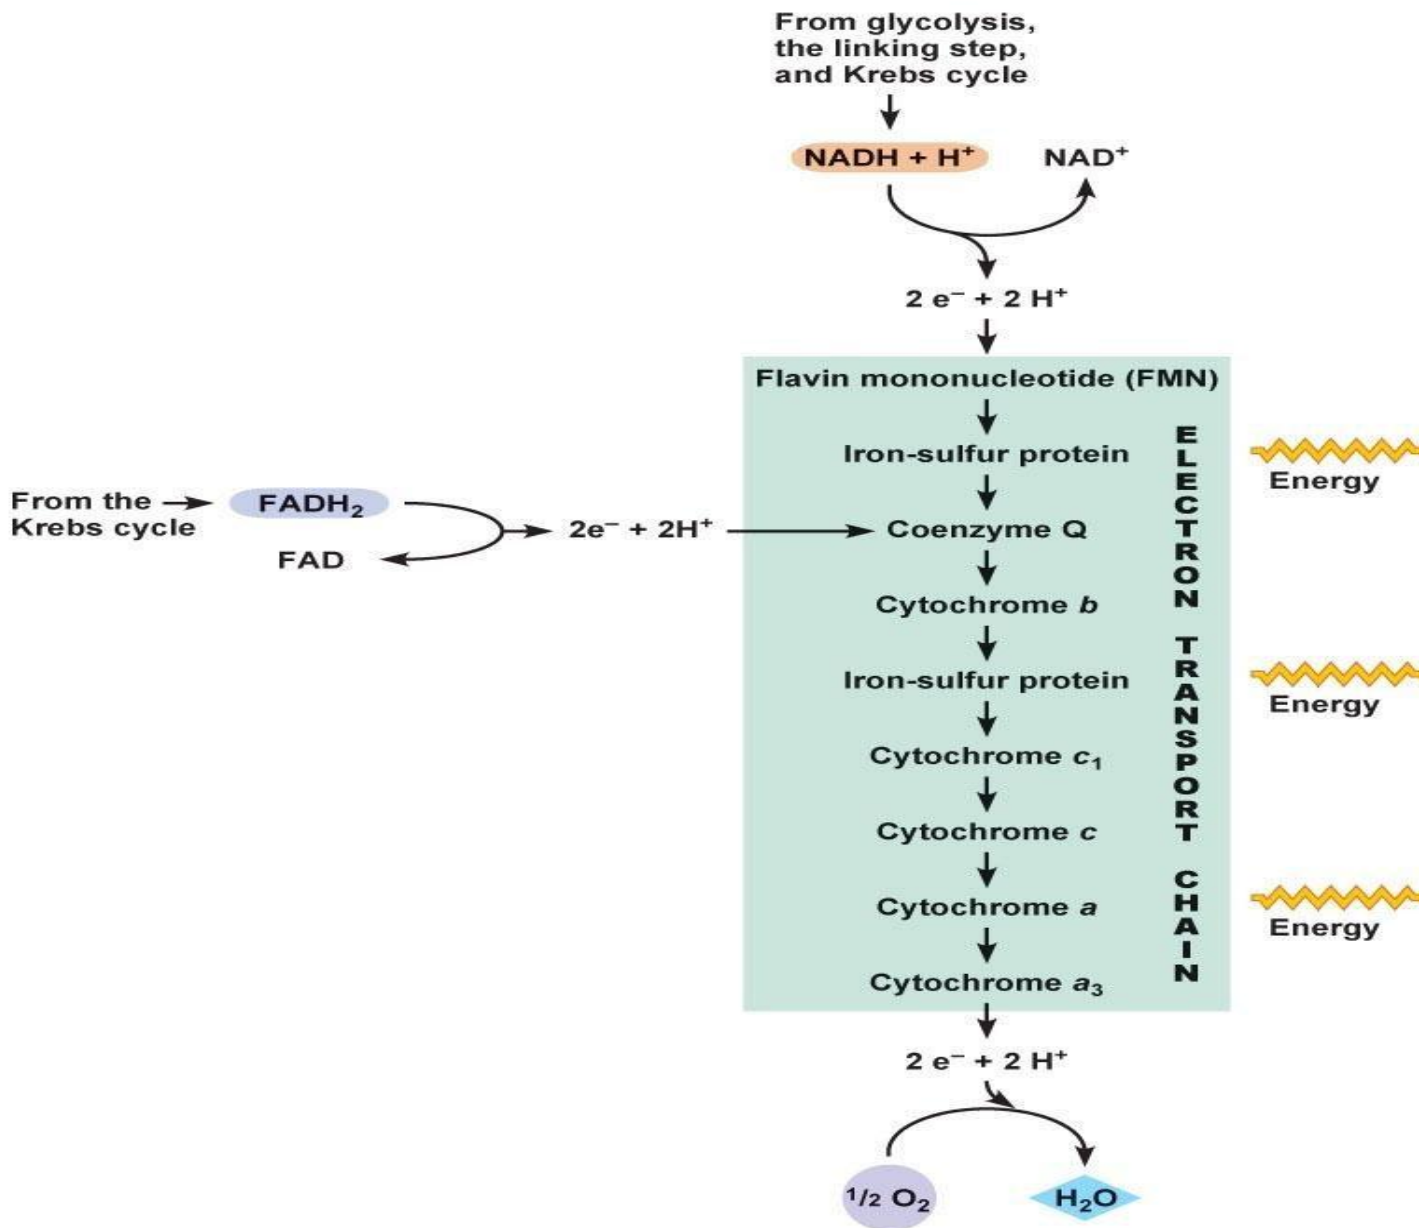 From glycolysis,
the linking step,
and Krebs cycle
NADH + H⁺
NAD⁺
2 e⁻ + 2 H⁺
Flavin mononucleotide (FMN)
Iron-sulfur protein
Energy
From the
Krebs cycle
FADH₂
FAD
2e⁻ + 2H⁺
Coenzyme Q
Cytochrome b
Iron-sulfur protein
Energy
Cytochrome c₁
Cytochrome c
Cytochrome a
Energy
Cytochrome a₃
ELECTRON TRANSPORT CHAIN
2 e⁻ + 2 H⁺
1/2 O₂
H₂O